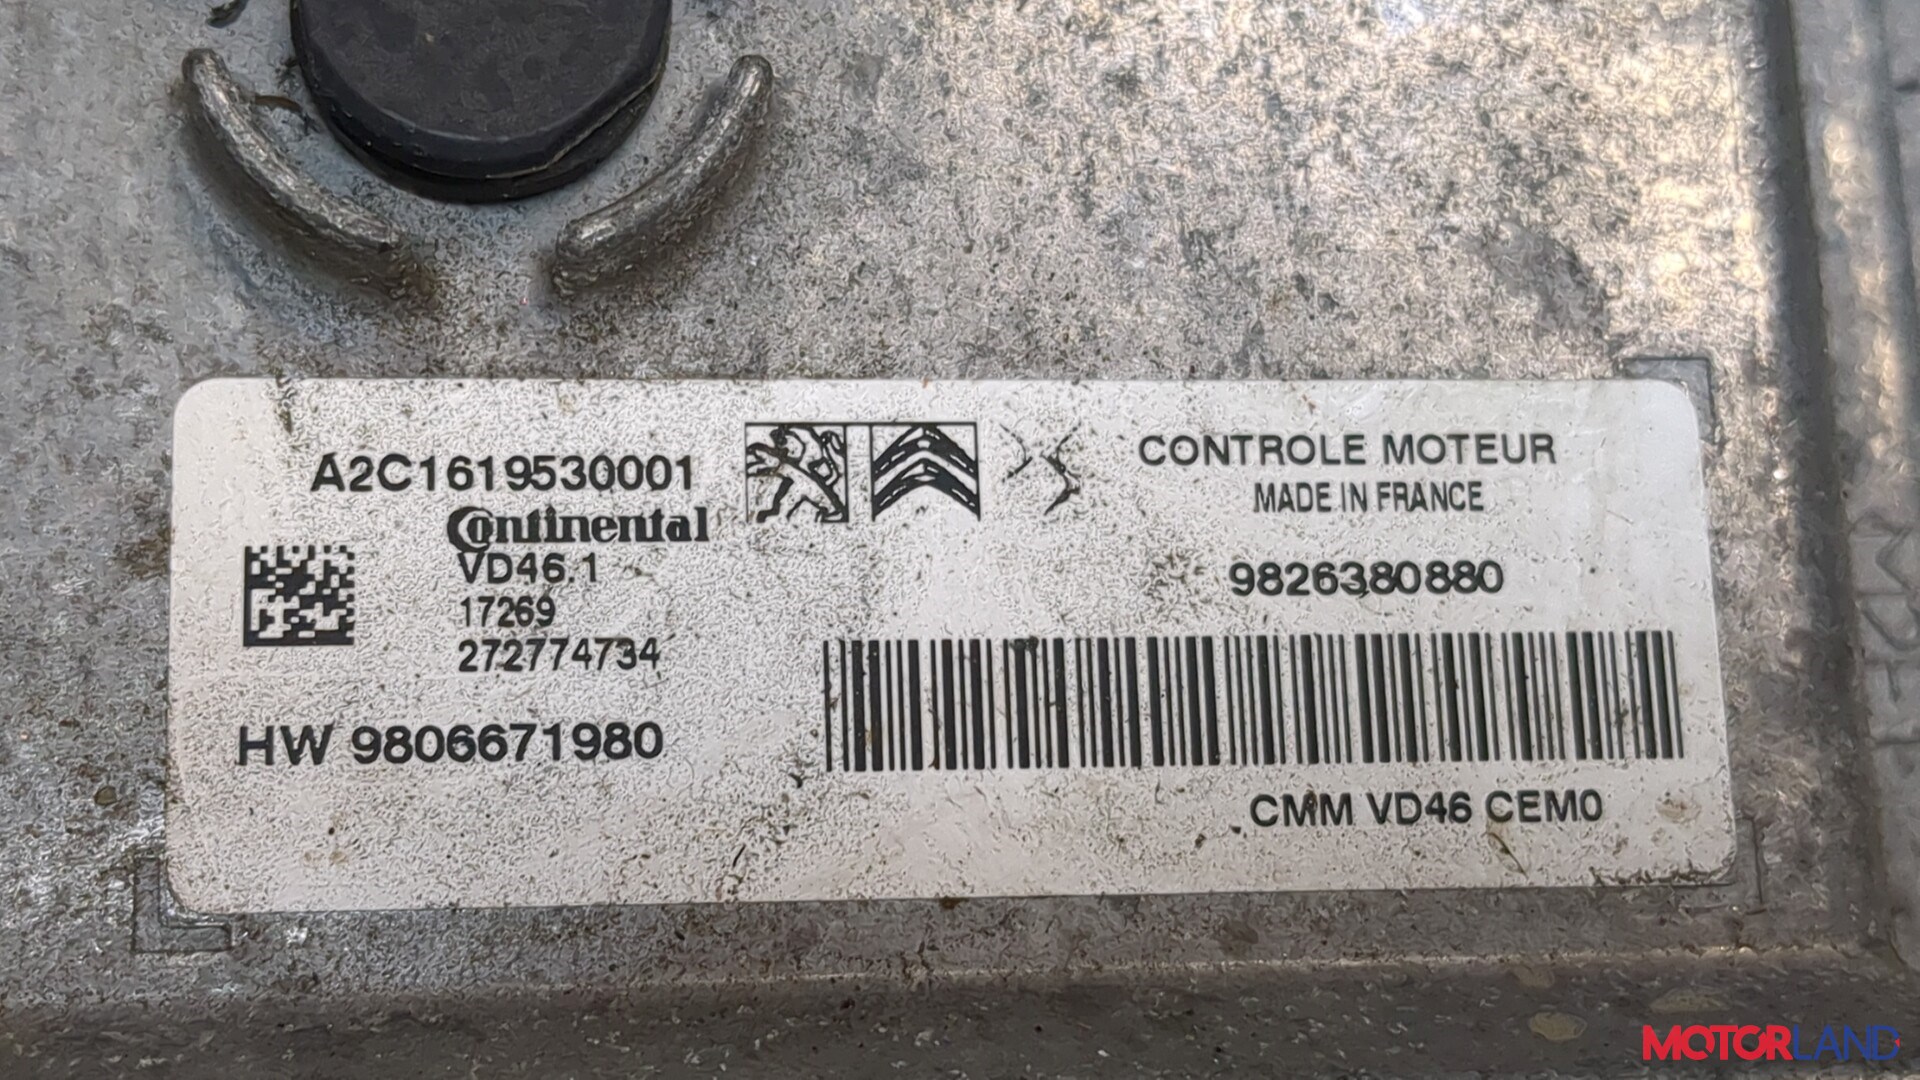 A2C1619530001
Continental
VD46.1
17269
272774734
HW 9806671980
CONTROLE MOTEUR
MADE IN FRANCE
9826380880
CMM VD46 CEM0
MOTORLAND